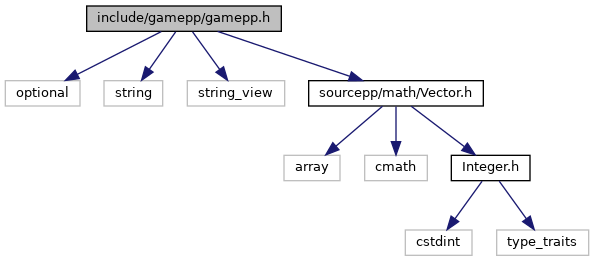 include/gamepp/gamepp.h
optional
string
string_view
sourcepp/math/Vector.h
array
cmath
Integer.h
cstdint
type_traits